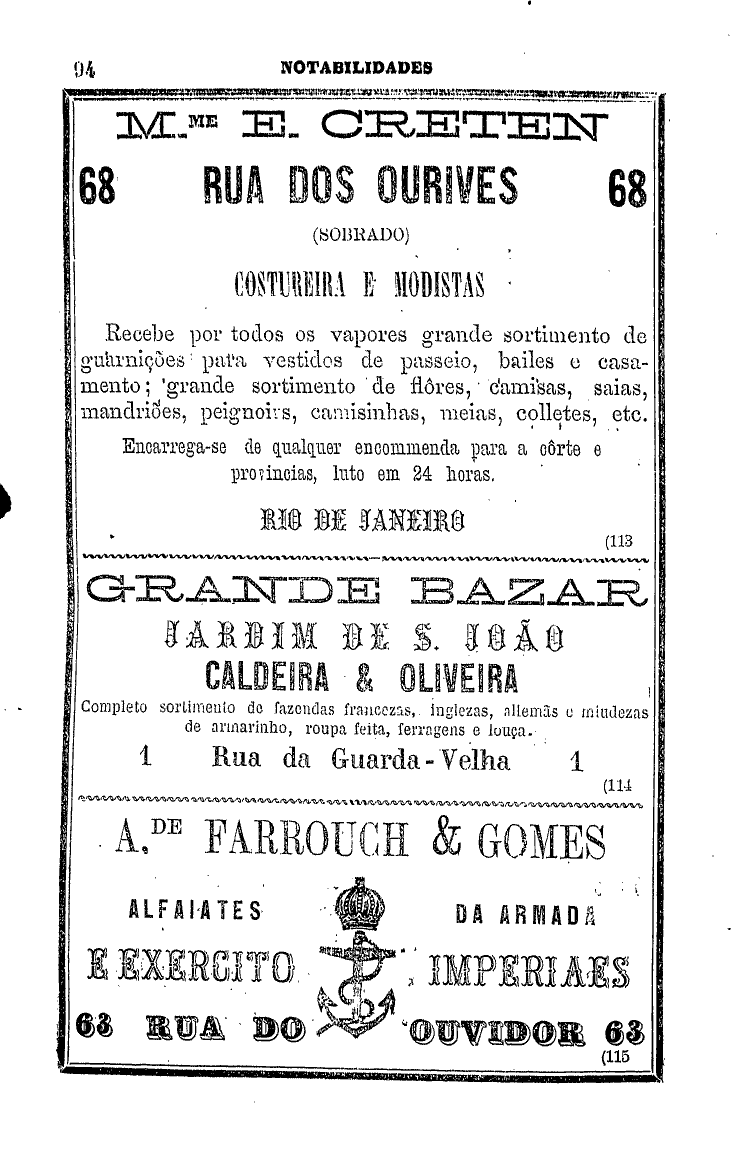 94 NOTABILIDADES
M.ME E. CRETEN
68 RUA DOS OURIVES 68
(SOBRADO)
COSTUREIRA E MODISTAS
Recebe por todos os vapores grande sortimento de
guarnições para vestidos de passeio, bailes e casa-
mento; grande sortimento de flôres, camisas, saias,
mandriões, peignoirs, camisinhas, meias, colletes, etc.
Encarrega-se de qualquer encommenda para a côrte e
provincias, luto em 24 horas.
RIO DE JANEIRO
(113
GRANDE BAZAR
JARDIM DE S. JOÃO
CALDEIRA & OLIVEIRA
Completo sortimento de fazendas francezas, inglezas, allemãs e miudezas
de armarinho, roupa feita, ferragens e louça.
1 Rua da Guarda-Velha 1
(114
A.DE FARROUCH & GOMES
ALFAIATES DA ARMADA
E EXERCITO IMPERIAES
63 RUA DO OUVIDOR 63
(115